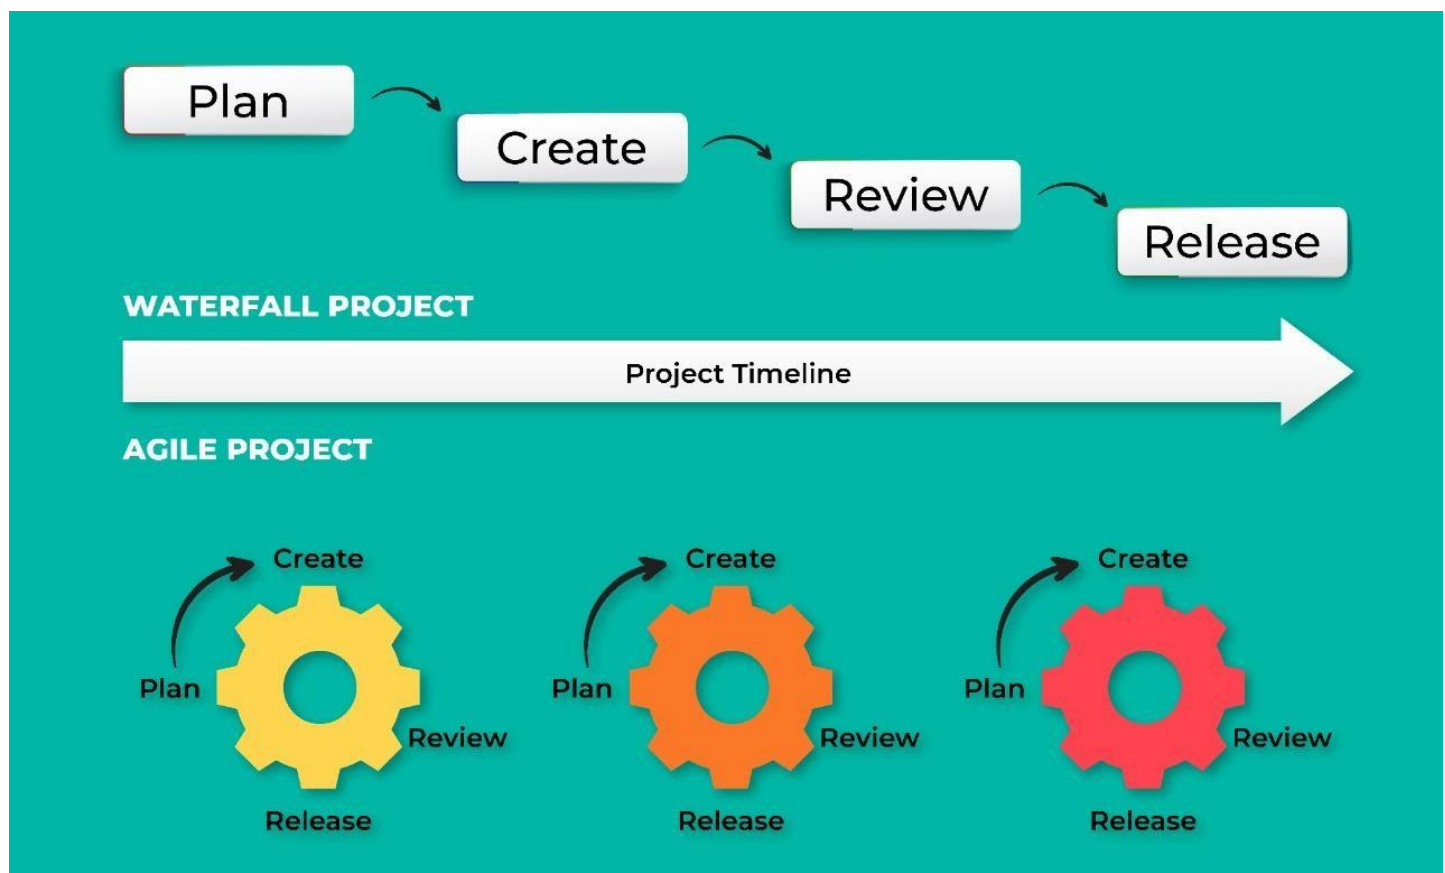 Plan
Create
Review
Release
WATERFALL PROJECT
Project Timeline
AGILE PROJECT
Create
Plan
Review
Release
Create
Plan
Review
Release
Create
Plan
Review
Release